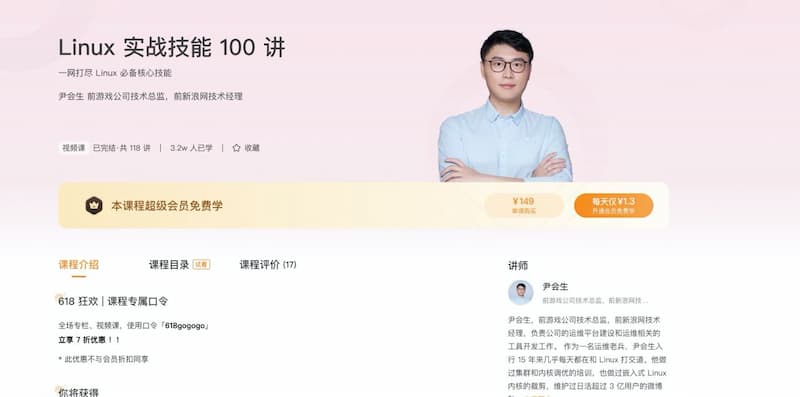 Linux 实战技能 100 讲
一网打尽 Linux 必备核心技能
尹会生 前游戏公司技术总监，前新浪网技术经理
视频课 已完结·共 118 讲 | 3.2w 人已学 | 收藏
本课程超级会员免费学
¥149
单课购买
每天仅¥1.3
开通会员免费学
课程介绍 课程目录 试看 课程评价 (17)
618 狂欢 | 课程专属口令
全场专栏、视频课，使用口令「618gogogo」
立享 7 折优惠！！
* 此优惠不与会员折扣同享
你将获得
讲师
尹会生
前游戏公司技术总监，前新浪网技...
尹会生，前游戏公司技术总监，前新浪网技术
经理，负责公司的运维平台建设和运维相关的
工具开发工作。 作为一名运维老兵，尹会生入
行 15 年来几乎每天都在和 Linux 打交道，他做
过集群和内核调优的培训，也做过嵌入式 Linux
内核的裁剪，维护过日活超过 3 亿用户的微博